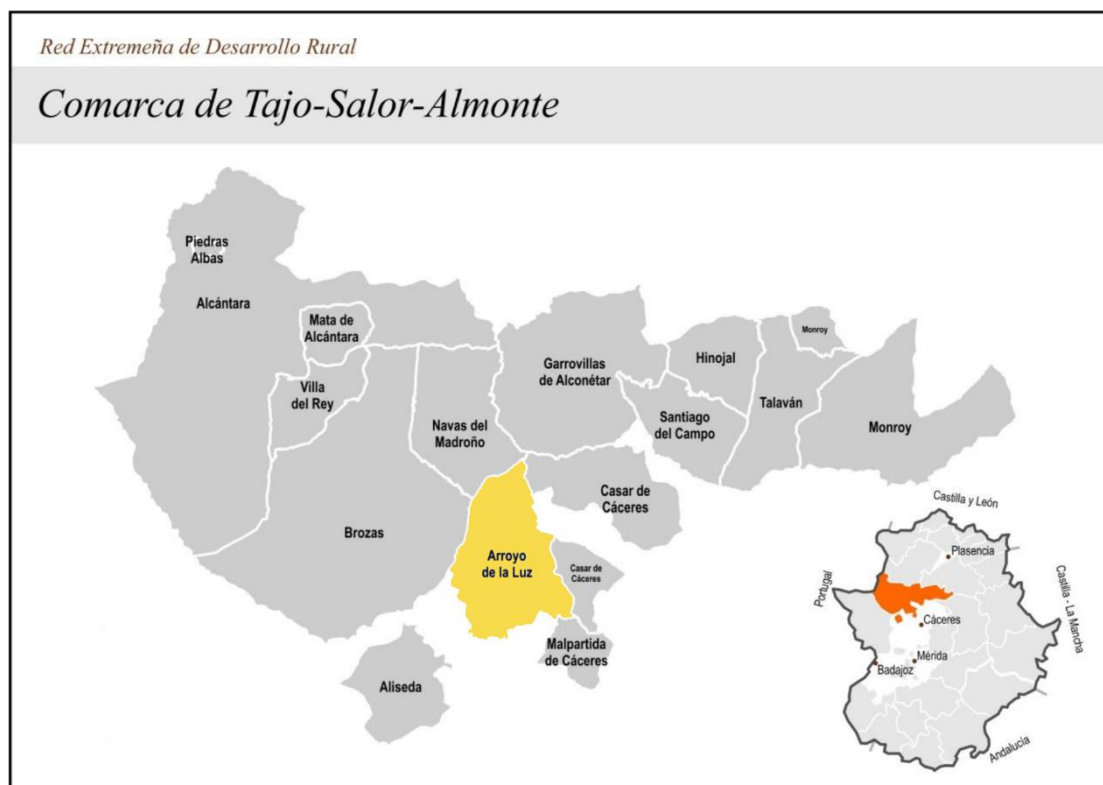 Red Extremeña de Desarrollo Rural
Comarca de Tajo-Salor-Almonte
Piedras
Albas
Alcántara
Mata de
Alcántara
Villa
del Rey
Navas del
Madroño
Garrovillas
de Alconétar
Hinojal
Monroy
Talaván
Santiago
del Campo
Monroy
Casar de
Cáceres
Brozas
Arroyo
de la Luz
Casar de
Cáceres
Malpartida
de Cáceres
Aliseda
Castilla y León
Plasencia
Portugal
Castilla - La Mancha
Cáceres
Mérida
Badajoz
Andalucía